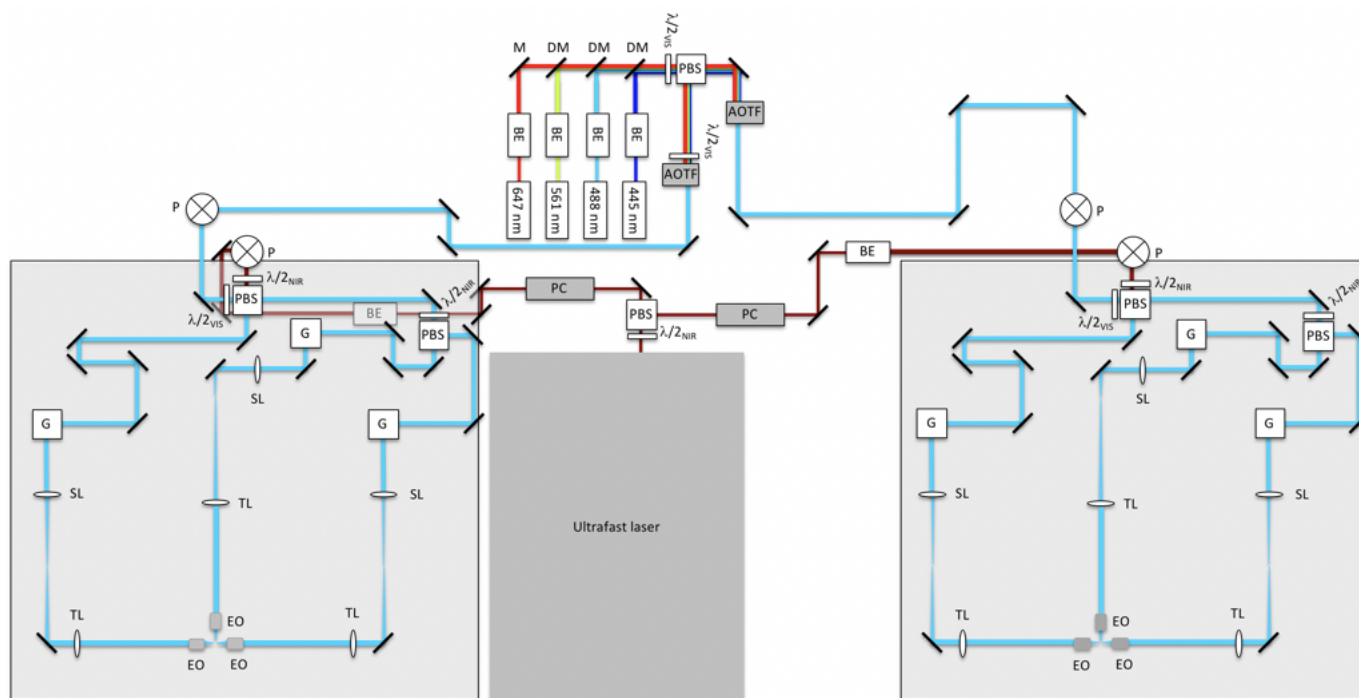 M DM DM DM
λ/2VIS
PBS
BE BE BE BE
AOTF
λ/2VIS
AOTF
647 nm 561 nm 488 nm 445 nm
P
P
P
P
BE
λ/2NIR
λ/2NIR
PBS
λ/2VIS
BE
λ/2NIR
PBS
G
PC
PBS
λ/2NIR
PC
λ/2NIR
PBS
λ/2VIS
λ/2NIR
PBS
G
SL
SL
G
G
G
G
SL
SL
TL
Ultrafast laser
SL
SL
TL
TL
TL
EO
EO
EO
TL
TL
EO
EO
EO